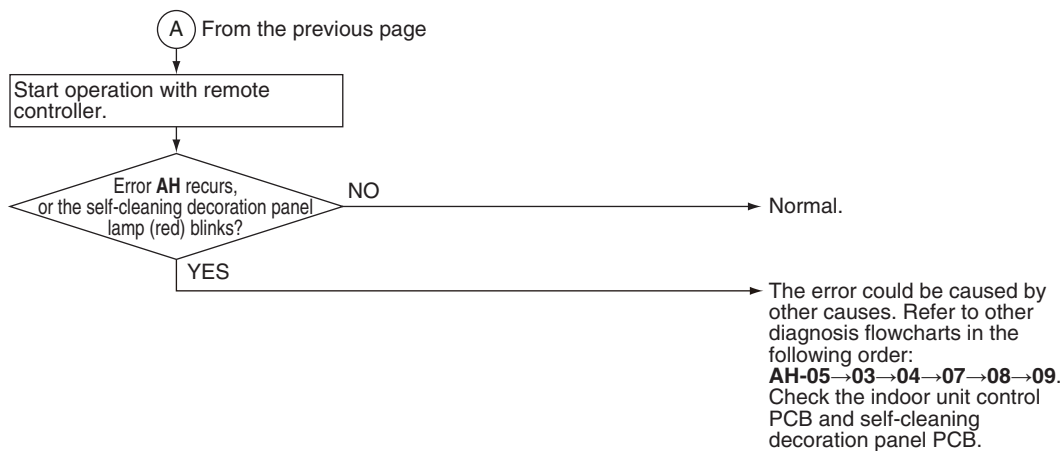 A From the previous page
Start operation with remote
controller.
Error AH recurs,
or the self-cleaning decoration panel
lamp (red) blinks?
NO
Normal.
YES
The error could be caused by
other causes. Refer to other
diagnosis flowcharts in the
following order:
AH-05→03→04→07→08→09.
Check the indoor unit control
PCB and self-cleaning
decoration panel PCB.